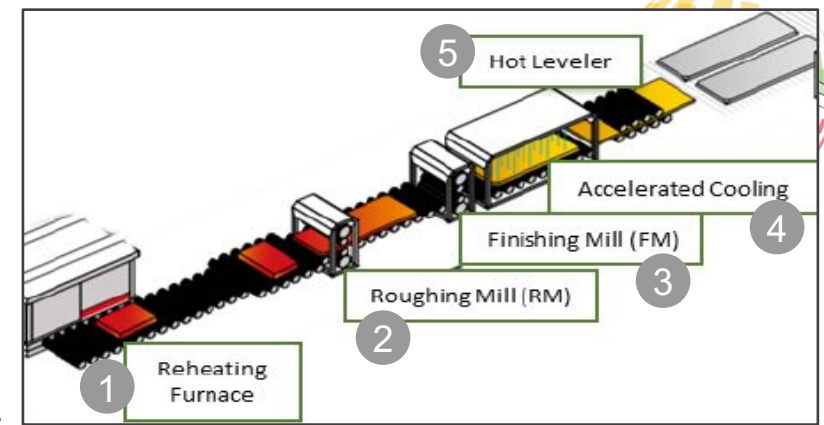 5
Hot Leveler
Accelerated Cooling
4
Finishing Mill (FM)
3
Roughing Mill (RM)
2
Reheating
Furnace
1